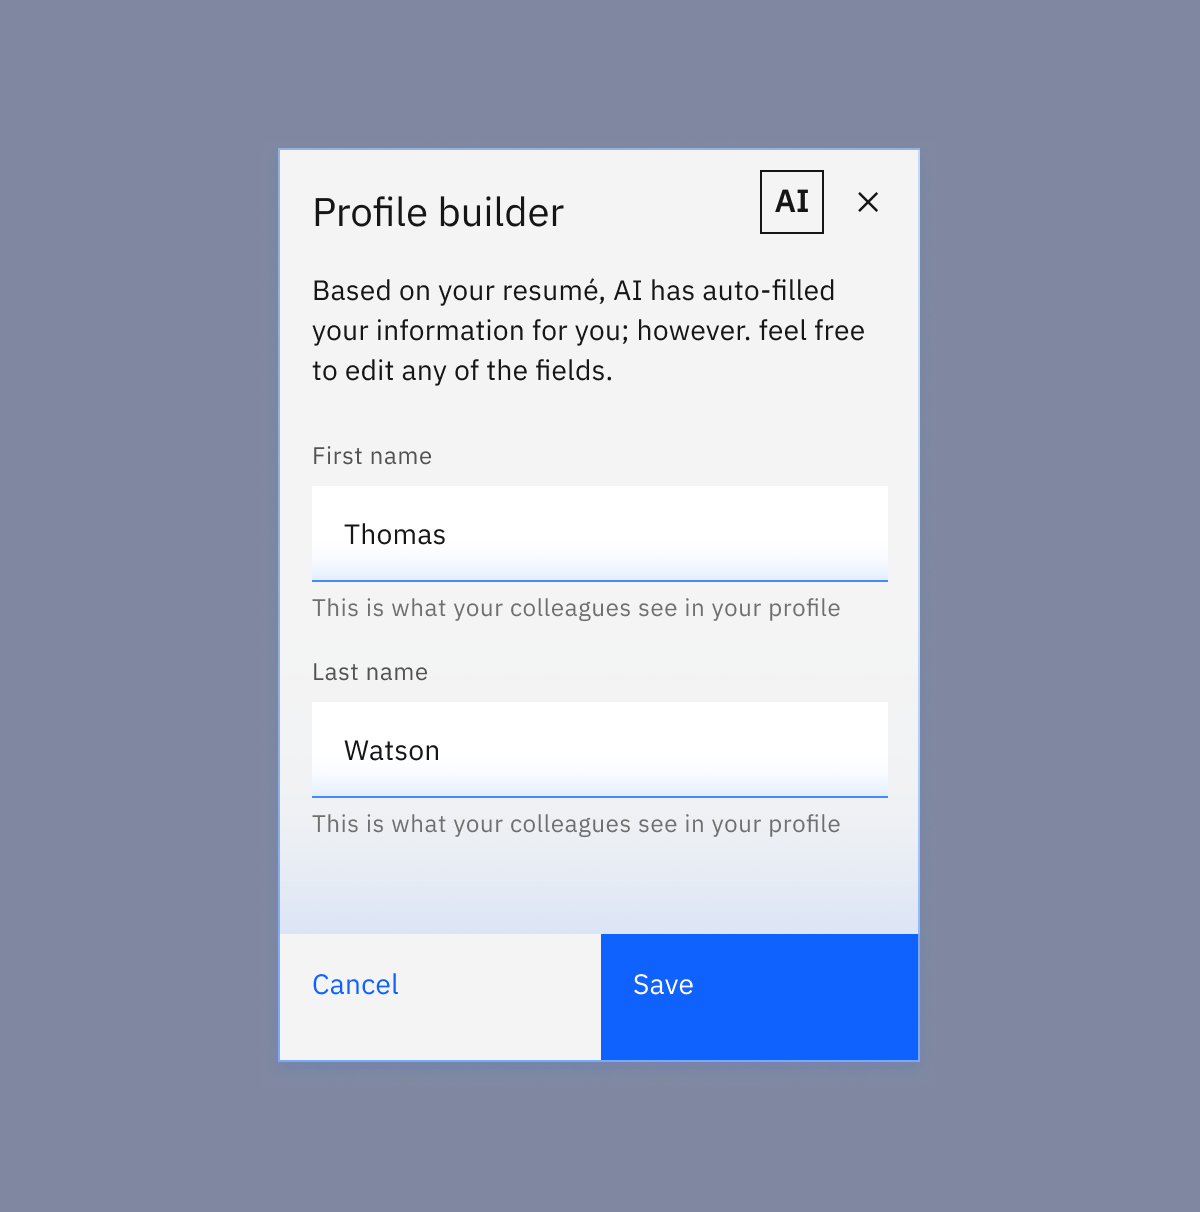 Profile builder
AI
Based on your resumé, AI has auto-filled
your information for you; however. feel free
to edit any of the fields.
First name
Thomas
This is what your colleagues see in your profile
Last name
Watson
This is what your colleagues see in your profile
Cancel
Save